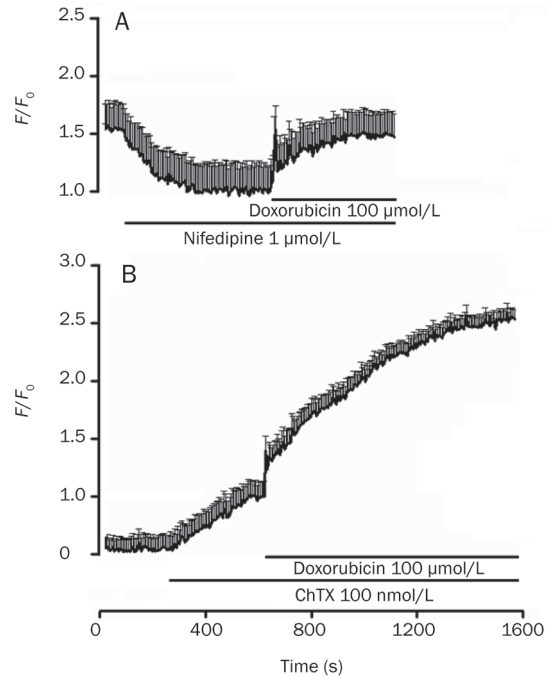 A
2.5
2.0
1.5
1.0
F/F0
Doxorubicin 100 μmol/L
Nifedipine 1 μmol/L
B
3.0
2.5
2.0
1.5
1.0
0
F/F0
Doxorubicin 100 μmol/L
ChTX 100 nmol/L
0 400 800 1200 1600
Time (s)